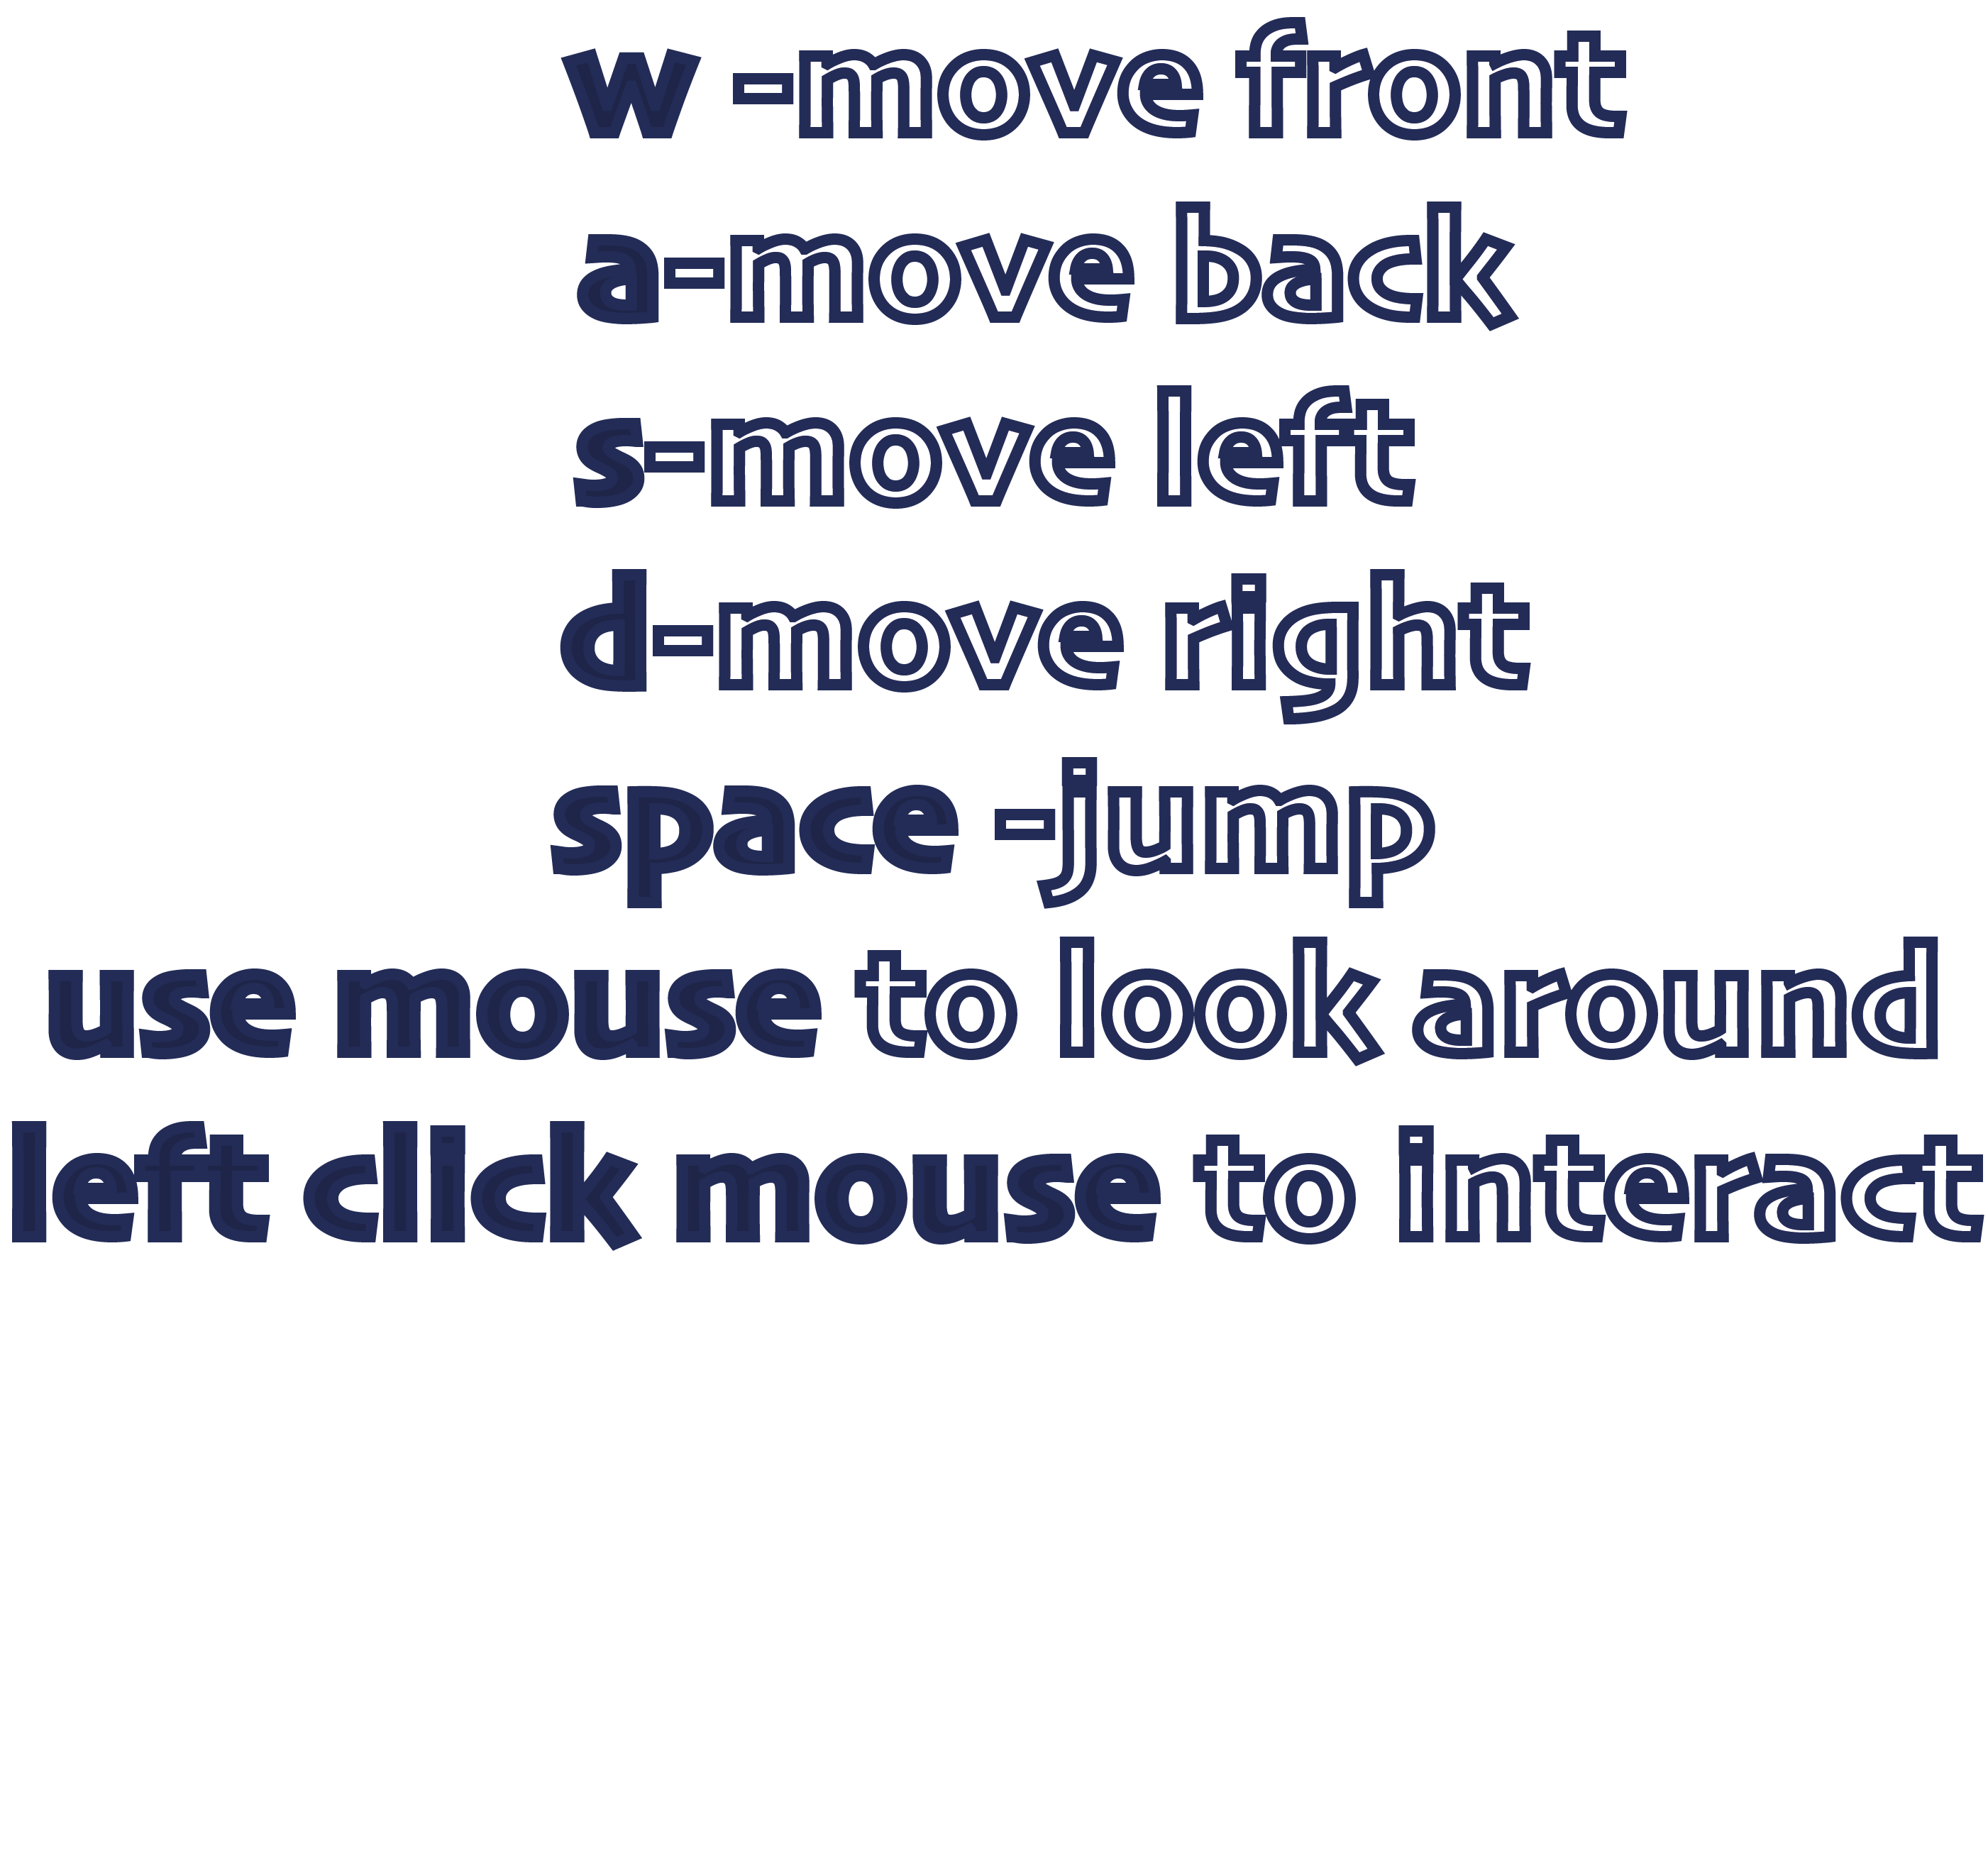 w -move front
a-move back
s-move left
d-move right
space -jump
use mouse to look around
left click mouse to interact